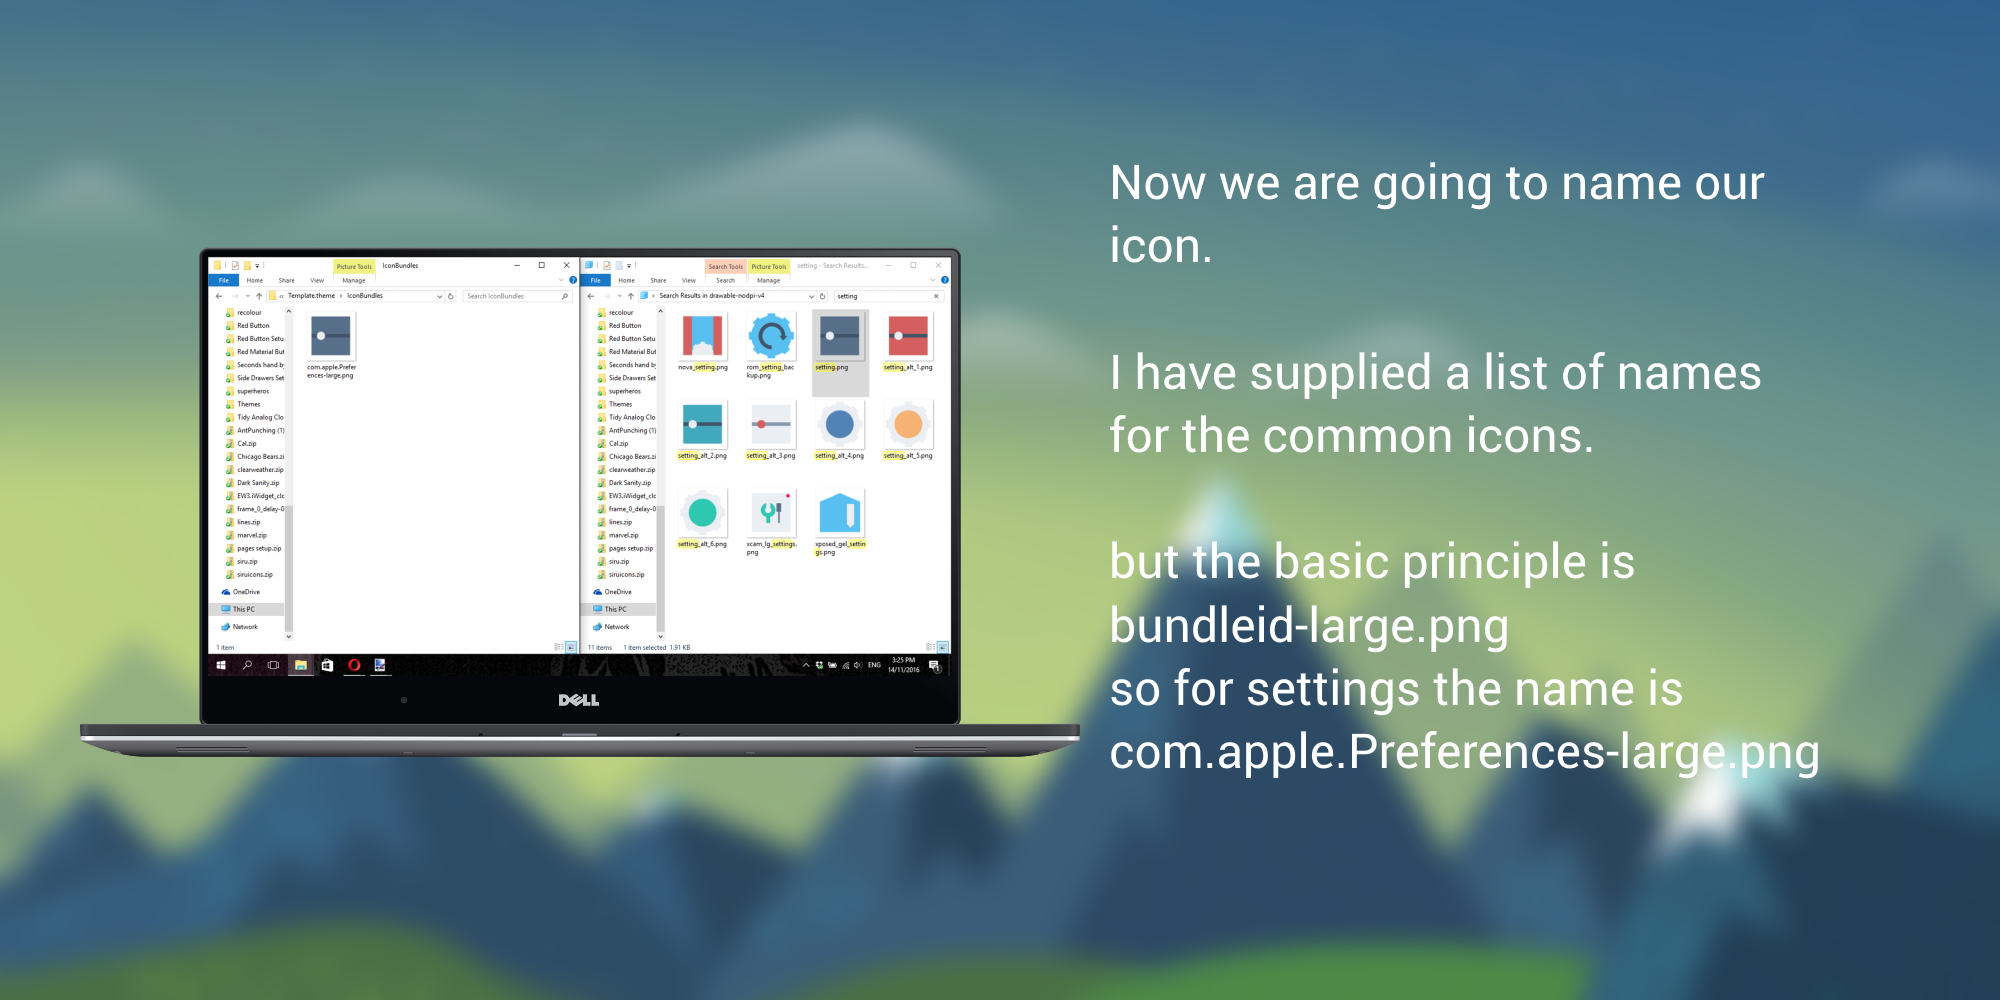 Now we are going to name our
icon.
I have supplied a list of names
for the common icons.
but the basic principle is
bundleid-large.png
so for settings the name is
com.apple.Preferences-large.png
Picture Tools IconBundles
File Home Share View Manage
Template.theme › IconBundles Search IconBundles
recolour
Red Button
Red Button Setu
Red Material But
Seconds hand by
Side Drawers Set
superheros
Themes
Tidy Analog Clo
AntPunching (1)
Cal.zip
Chicago Bears.zi
clearweather.zip
Dark Sanity.zip
EW3.iWidget_clc
frame_0_delay-0
lines.zip
marvel.zip
pages setup.zip
siru.zip
siruicons.zip
OneDrive
This PC
Network
1 item
com.apple.Prefer
ences-large.png
Search Tools Picture Tools setting - Search Results...
File Home Share View Search Manage
Search Results in drawable-nodpi-v4 setting
recolour
Red Button
Red Button Setu
Red Material But
Seconds hand by
Side Drawers Set
superheros
Themes
Tidy Analog Clo
AntPunching (1)
Cal.zip
Chicago Bears.zi
clearweather.zip
Dark Sanity.zip
EW3.iWidget_clc
frame_0_delay-0
lines.zip
marvel.zip
pages setup.zip
siru.zip
siruicons.zip
OneDrive
This PC
Network
nova_setting.png
rom_setting_bac
kup.png
setting.png
setting_alt_1.png
setting_alt_2.png
setting_alt_3.png
setting_alt_4.png
setting_alt_5.png
setting_alt_6.png
xcam_lg_settings.
png
xposed_gel_settin
gs.png
11 items 1 item selected 1.91 KB
ENG
3:25 PM
14/11/2016
DELL